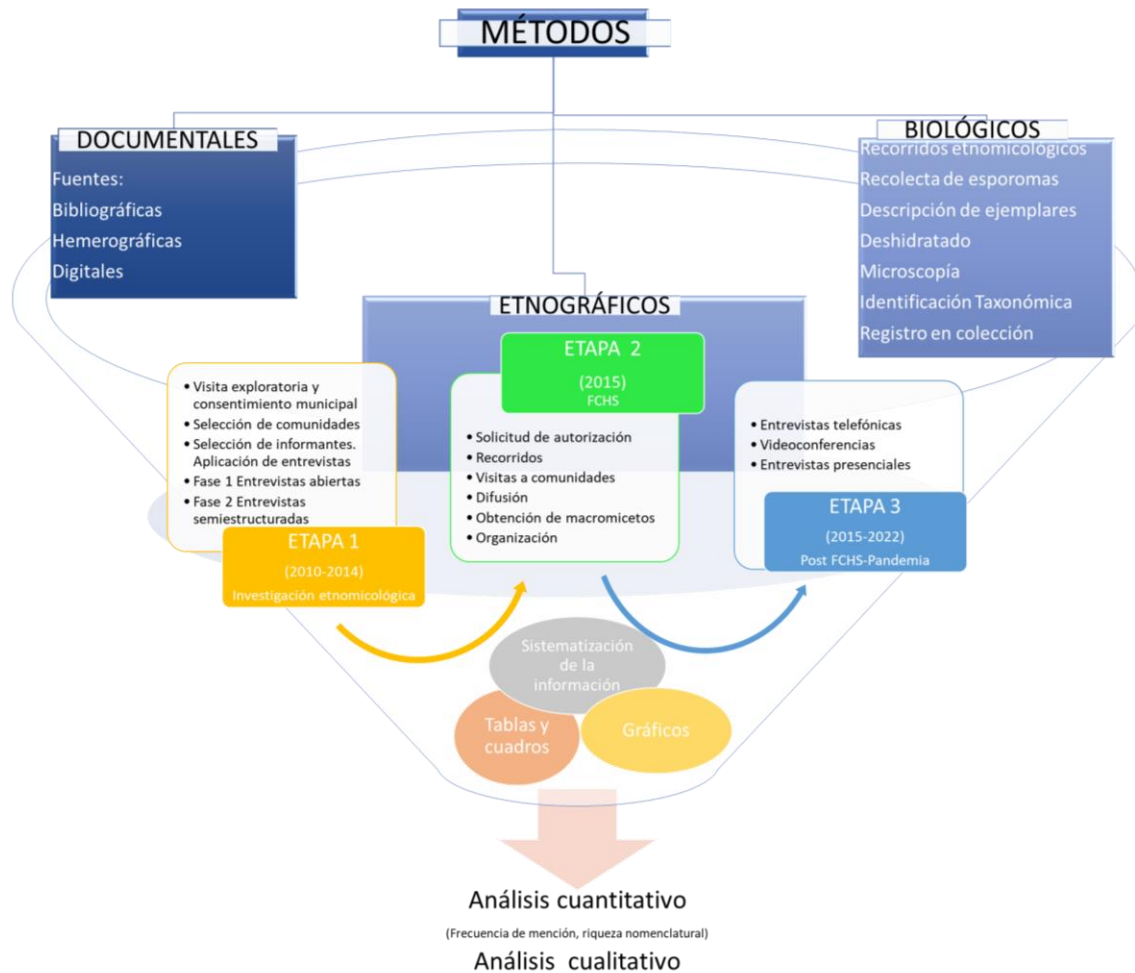 MÉTODOS
DOCUMENTALES
Fuentes:
Bibliográficas
Hemerográficas
Digitales
BIOLÓGICOS
Recorridos etnomicológicos
Recolecta de esporomas
Descripción de ejemplares
Deshidratado
Microscopía
Identificación Taxonómica
Registro en colección
ETNOGRÁFICOS
• Visita exploratoria y
consentimiento municipal
• Selección de comunidades
• Selección de informantes.
Aplicación de entrevistas
• Fase 1 Entrevistas abiertas
• Fase 2 Entrevistas
semiestructuradas
ETAPA 1
(2010-2014)
Investigación etnomicológica
ETAPA 2
(2015)
FCHS
• Solicitud de autorización
• Recorridos
• Visitas a comunidades
• Difusión
• Obtención de macromicetos
• Organización
• Entrevistas telefónicas
• Videoconferencias
• Entrevistas presenciales
ETAPA 3
(2015-2022)
Post FCHS-Pandemia
Sistematización
de la
información
Tablas y
cuadros
Gráficos
Análisis cuantitativo
(Frecuencia de mención, riqueza nomenclatural)
Análisis cualitativo